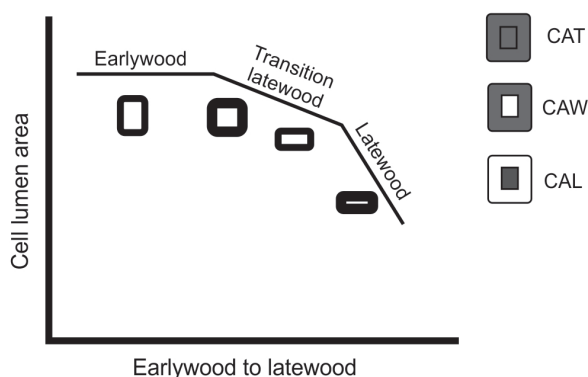 Earlywood
Transition
latewood
Latewood
Cell lumen area
Earlywood to latewood
CAT
CAW
CAL